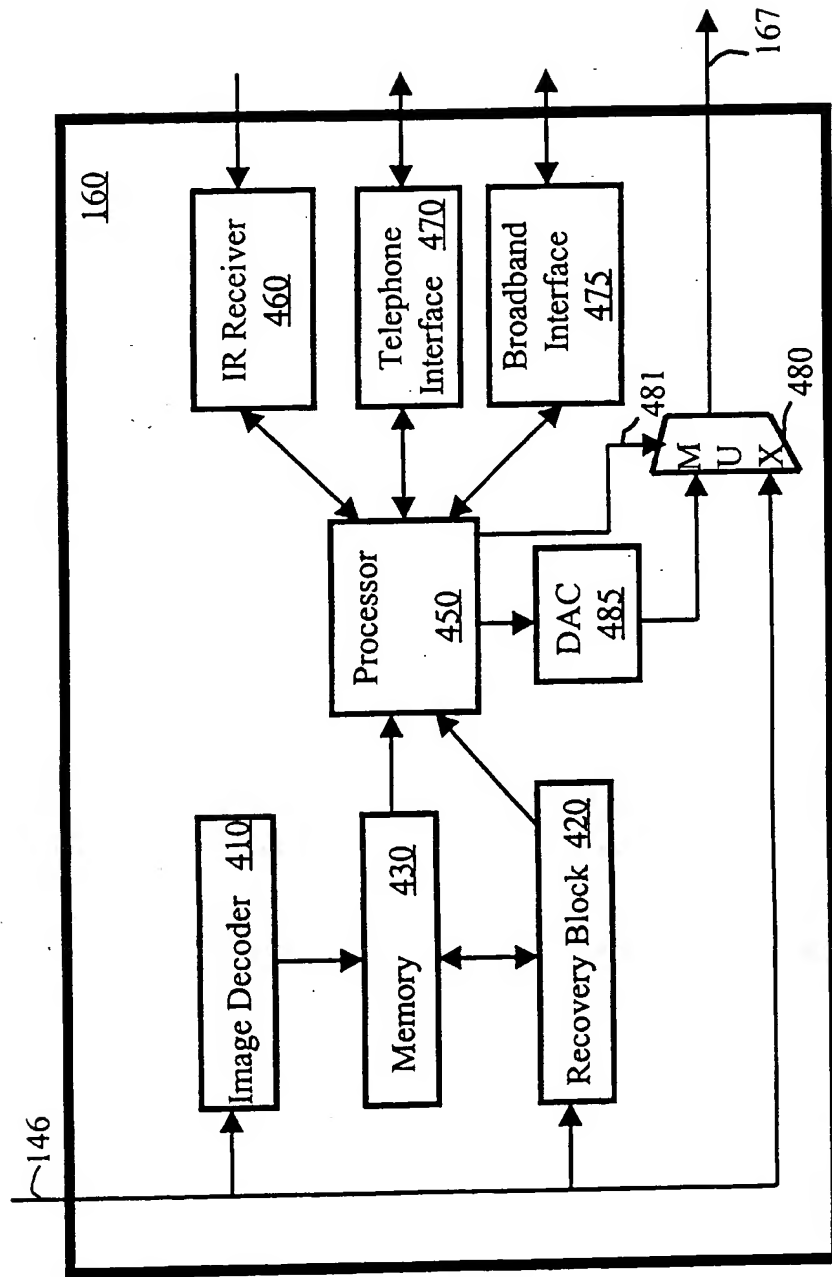 146
160
Image Decoder 410
Memory 430
Recovery Block 420
Processor
450
DAC
485
IR Receiver
460
Telephone
Interface 470
Broadband
Interface
475
481
M
U
X
480
167